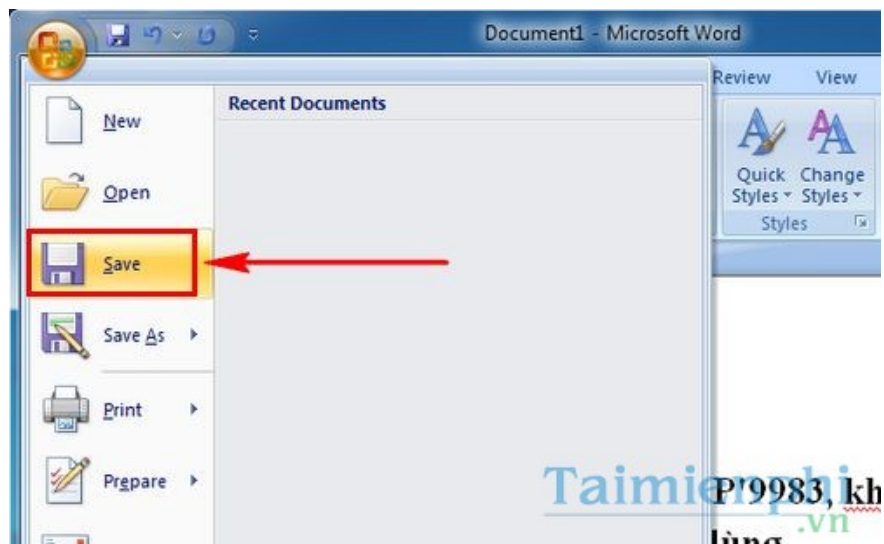 Document1 - Microsoft Word
Review View
New
Recent Documents
Open
Save
Save As
Print
Prepare
Quick Styles
Change Styles
Styles
Taimienphi
.vn
P'9983, kh
lùng